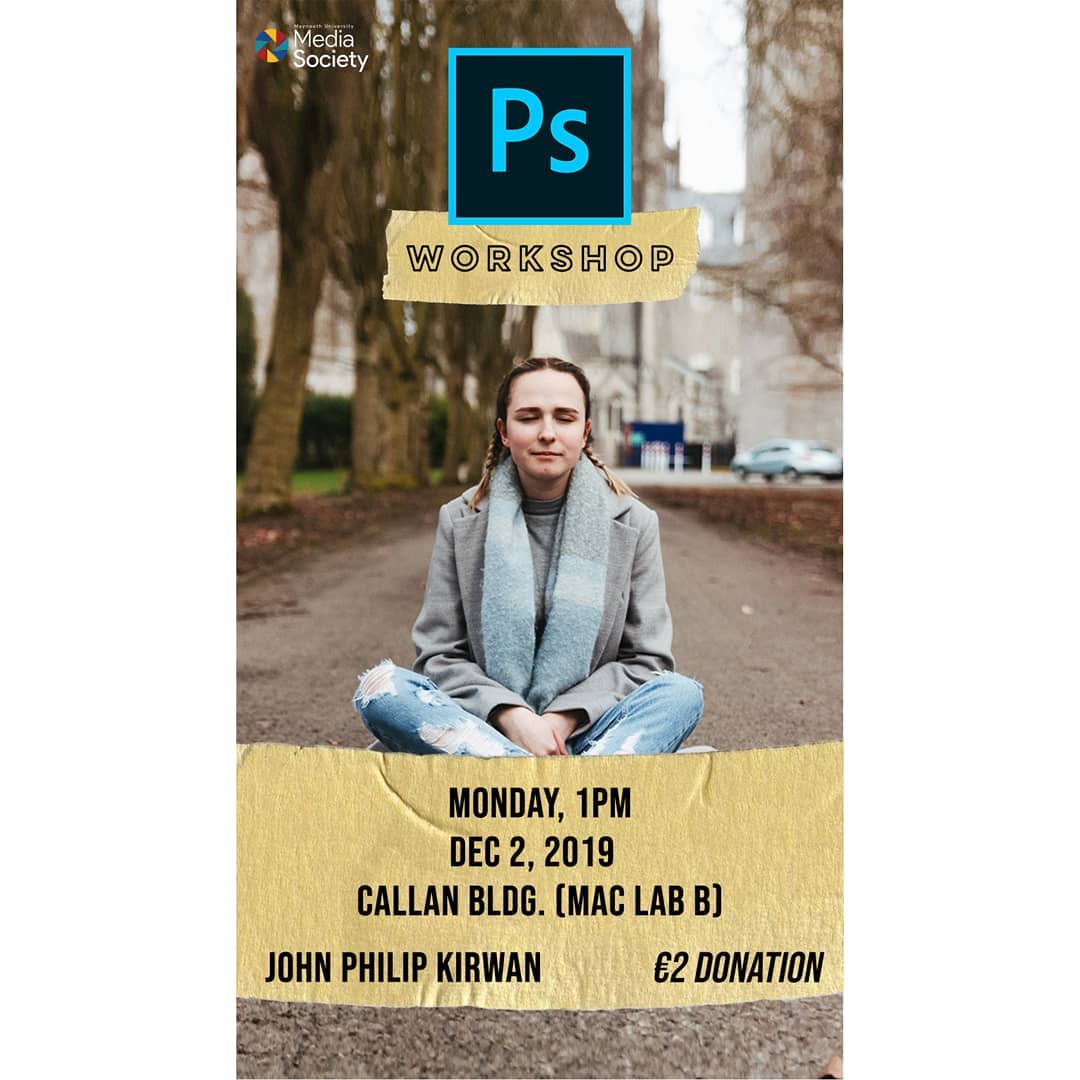 Maynooth University
Media
Society
Ps
WORKSHOP
MONDAY, 1PM
DEC 2, 2019
CALLAN BLDG. (MAC LAB B)
JOHN PHILIP KIRWAN €2 DONATION